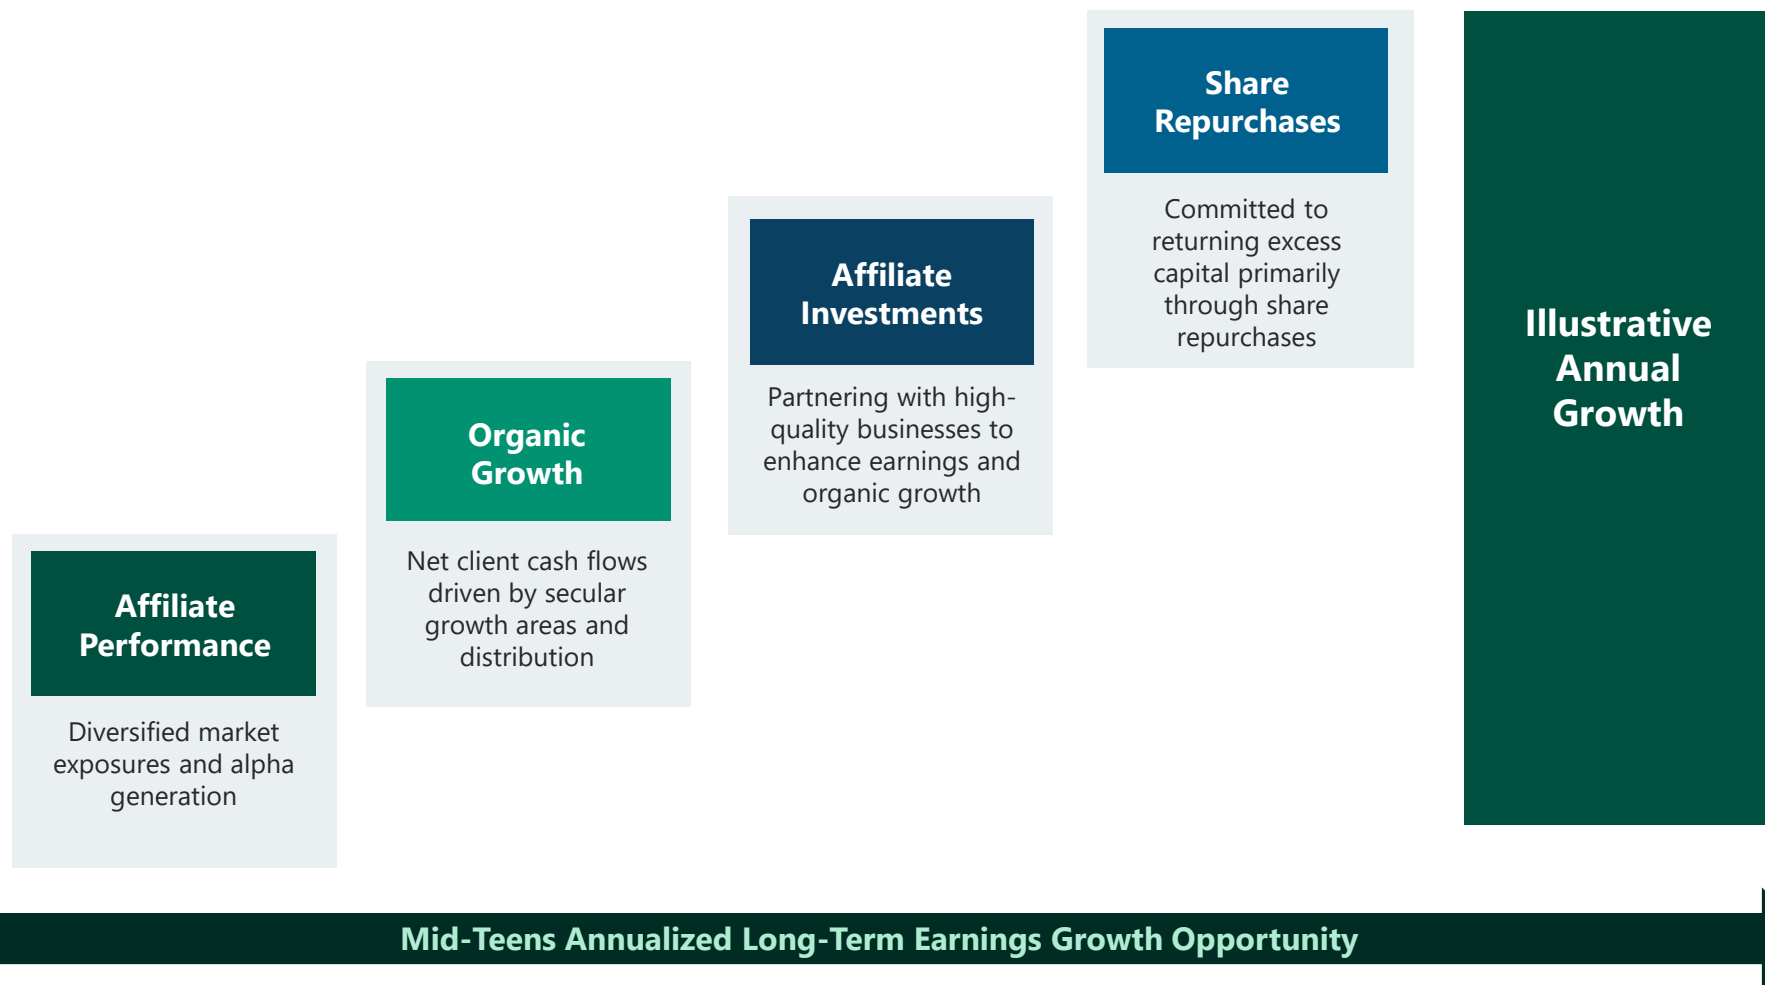 Share
Repurchases
Committed to
returning excess
capital primarily
through share
repurchases
Affiliate
Investments
Partnering with high-
quality businesses to
enhance earnings and
organic growth
Organic
Growth
Net client cash flows
driven by secular
growth areas and
distribution
Affiliate
Performance
Diversified market
exposures and alpha
generation
Illustrative
Annual
Growth
Mid-Teens Annualized Long-Term Earnings Growth Opportunity